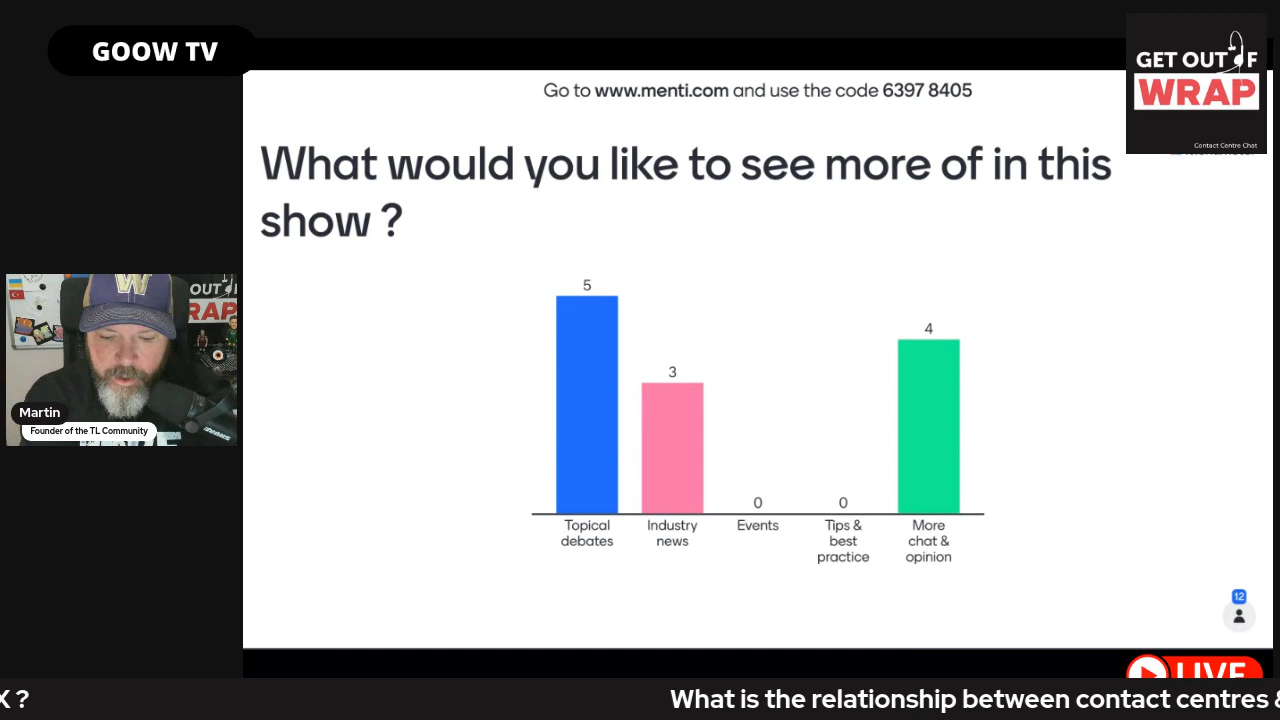 GOOW TV
GET OUT OF
WRAP
Contact Centre Chat
Go to www.menti.com and use the code 6397 8405
What would you like to see more of in this
show ?
5
3
0
0
4
Topical
debates
Industry
news
Events
Tips &
best
practice
More
chat &
opinion
12
OUT
RAP
W
Martin
Founder of the TL Community
LIVE
X ?
What is the relationship between contact centres &